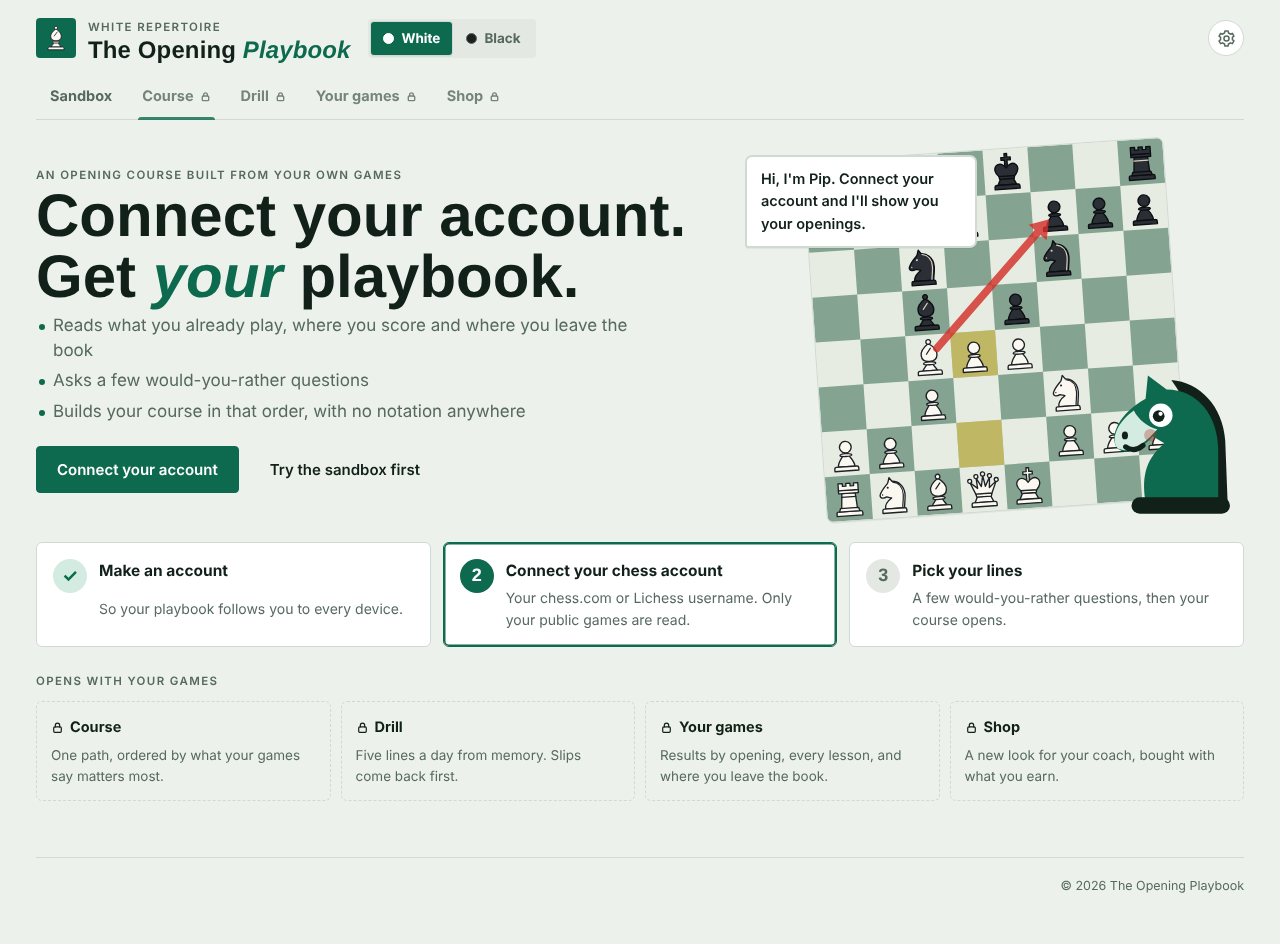 WHITE REPERTOIRE
The Opening Playbook
White
Black
Sandbox
Course
Drill
Your games
Shop
AN OPENING COURSE BUILT FROM YOUR OWN GAMES
Connect your account.
Get your playbook.
Reads what you already play, where you score and where you leave the
book
Asks a few would-you-rather questions
Builds your course in that order, with no notation anywhere
Connect your account
Try the sandbox first
Hi, I'm Pip. Connect your
account and I'll show you
your openings.
Make an account
So your playbook follows you to every device.
2
Connect your chess account
Your chess.com or Lichess username. Only
your public games are read.
3
Pick your lines
A few would-you-rather questions, then your
course opens.
OPENS WITH YOUR GAMES
Course
One path, ordered by what your games
say matters most.
Drill
Five lines a day from memory. Slips
come back first.
Your games
Results by opening, every lesson, and
where you leave the book.
Shop
A new look for your coach, bought with
what you earn.
© 2026 The Opening Playbook